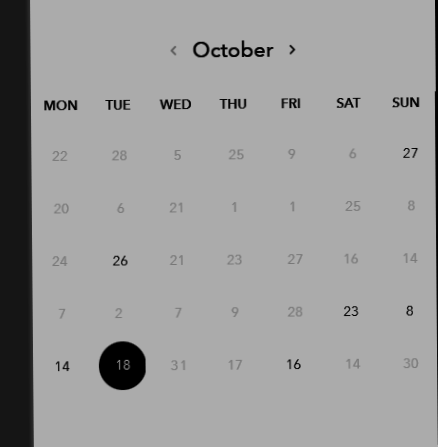 ‹ October ›
MON TUE WED THU FRI SAT SUN
22 28 5 25 9 6 27
20 6 21 1 1 25 8
24 26 21 23 27 16 14
7 2 7 9 28 23 8
14 18 31 17 16 14 30